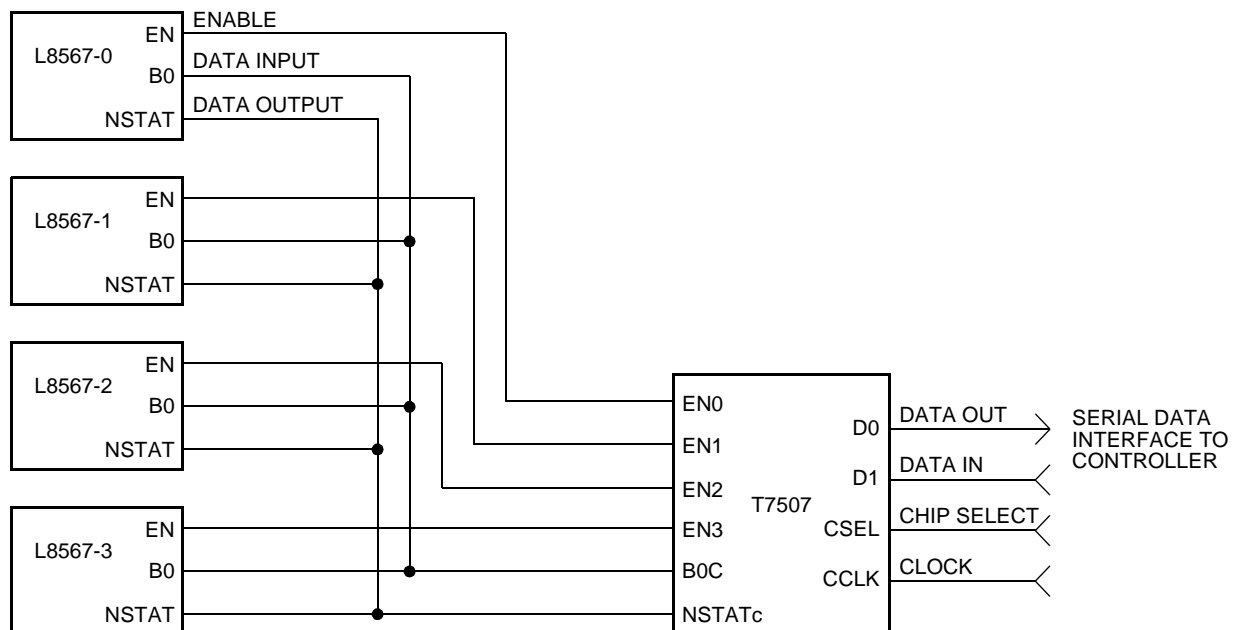 ENABLE
EN
L8567-0
DATA INPUT
B0
DATA OUTPUT
NSTAT
EN
L8567-1
B0
NSTAT
EN
L8567-2
B0
NSTAT
EN
L8567-3
B0
NSTAT
EN0
EN1
EN2
EN3
B0C
NSTATc
T7507
D0
D1
CSEL
CCLK
DATA OUT
DATA IN
CHIP SELECT
CLOCK
SERIAL DATA
INTERFACE TO
CONTROLLER